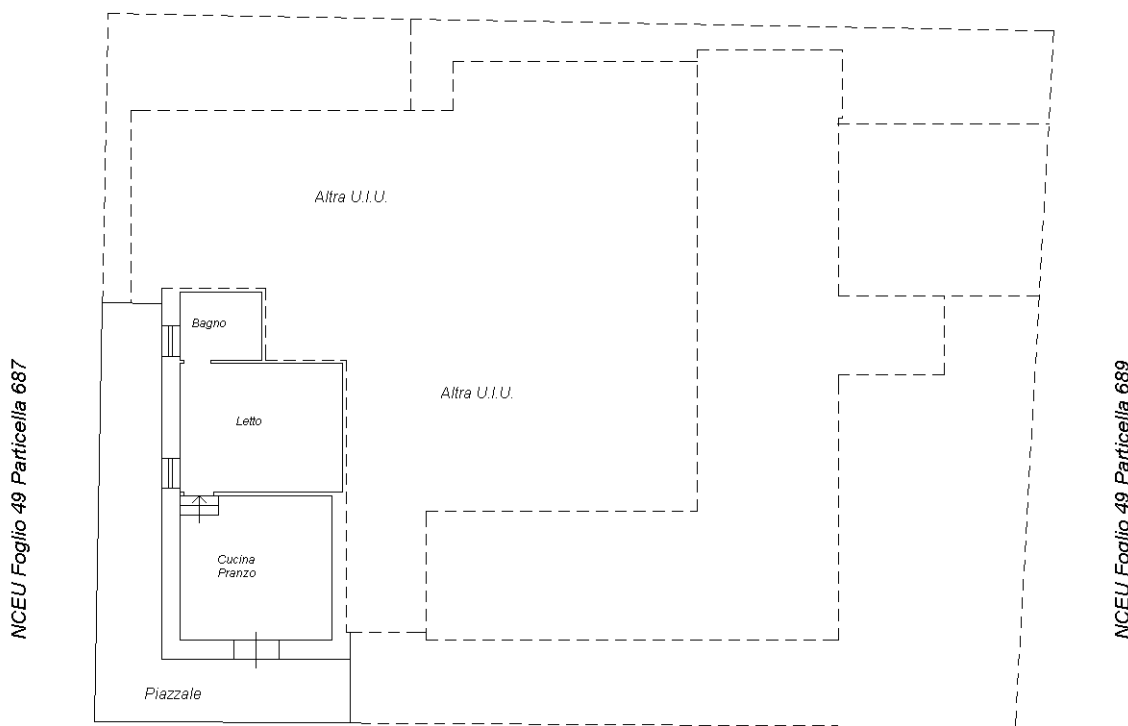 Altra U.I.U.
Bagno
Altra U.I.U.
Letto
Cucina
Pranzo
Piazzale
NCEU Foglio 49 Particella 687
NCEU Foglio 49 Particella 689